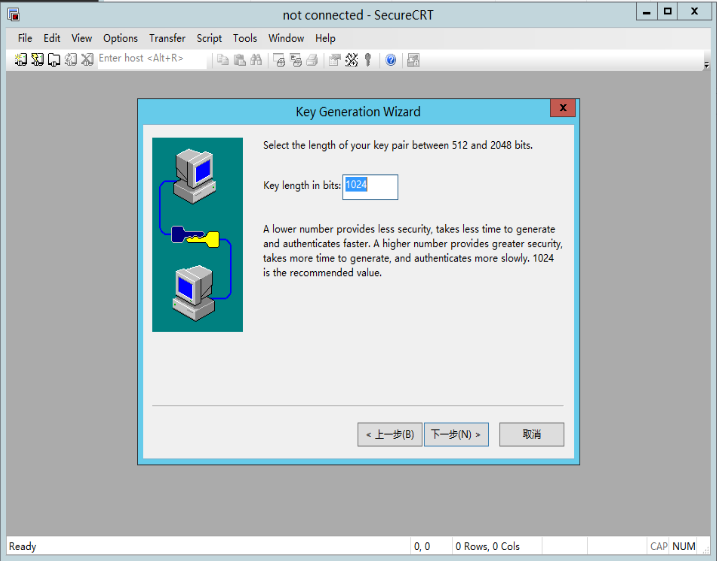 not connected - SecureCRT
File Edit View Options Transfer Script Tools Window Help
Enter host <Alt+R>
Key Generation Wizard
Select the length of your key pair between 512 and 2048 bits.
Key length in bits: 1024
A lower number provides less security, takes less time to generate
and authenticates faster. A higher number provides greater security,
takes more time to generate, and authenticates more slowly. 1024
is the recommended value.
< 上一步(B) 下一步(N) > 取消
Ready 0, 0 0 Rows, 0 Cols CAP NUM